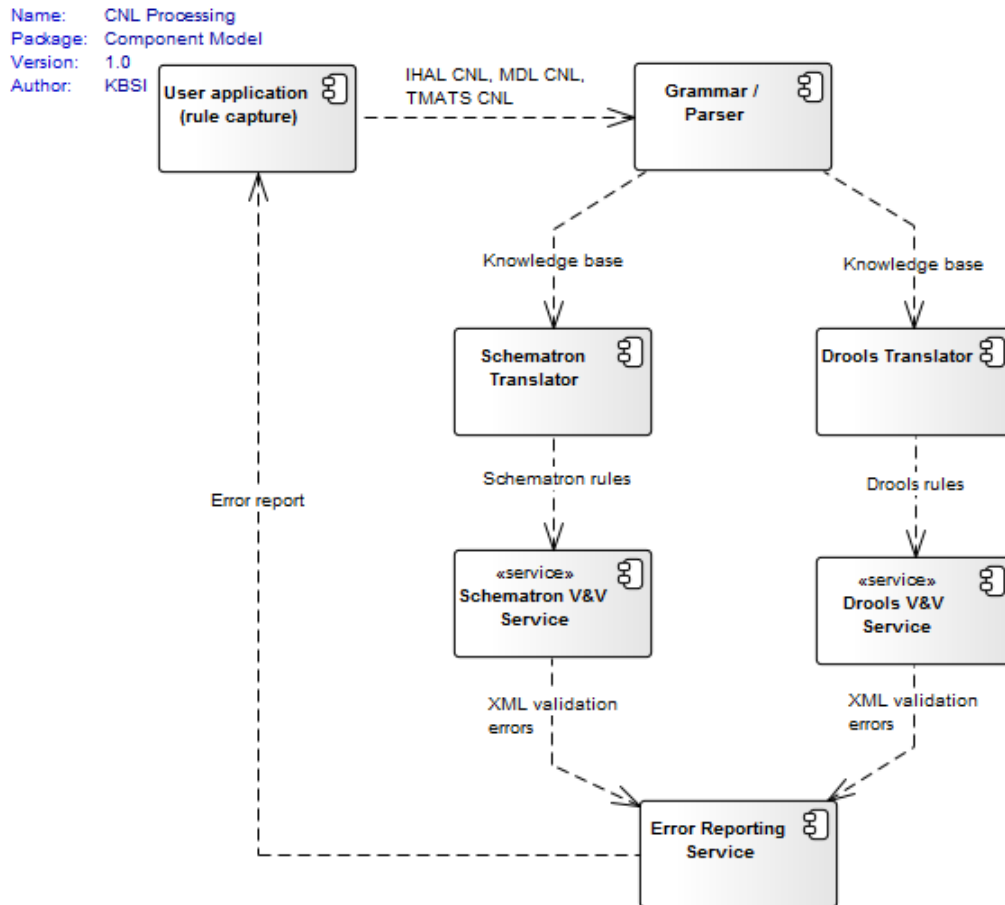 Name: CNL Processing
Package: Component Model
Version: 1.0
Author: KBSI
User application
(rule capture)
IHAL CNL, MDL CNL,
TMATS CNL
Grammar /
Parser
Knowledge base
Knowledge base
Schematron
Translator
Drools Translator
Schematron rules
Drools rules
Error report
«service»
Schematron V&V
Service
«service»
Drools V&V
Service
XML validation
errors
XML validation
errors
Error Reporting
Service